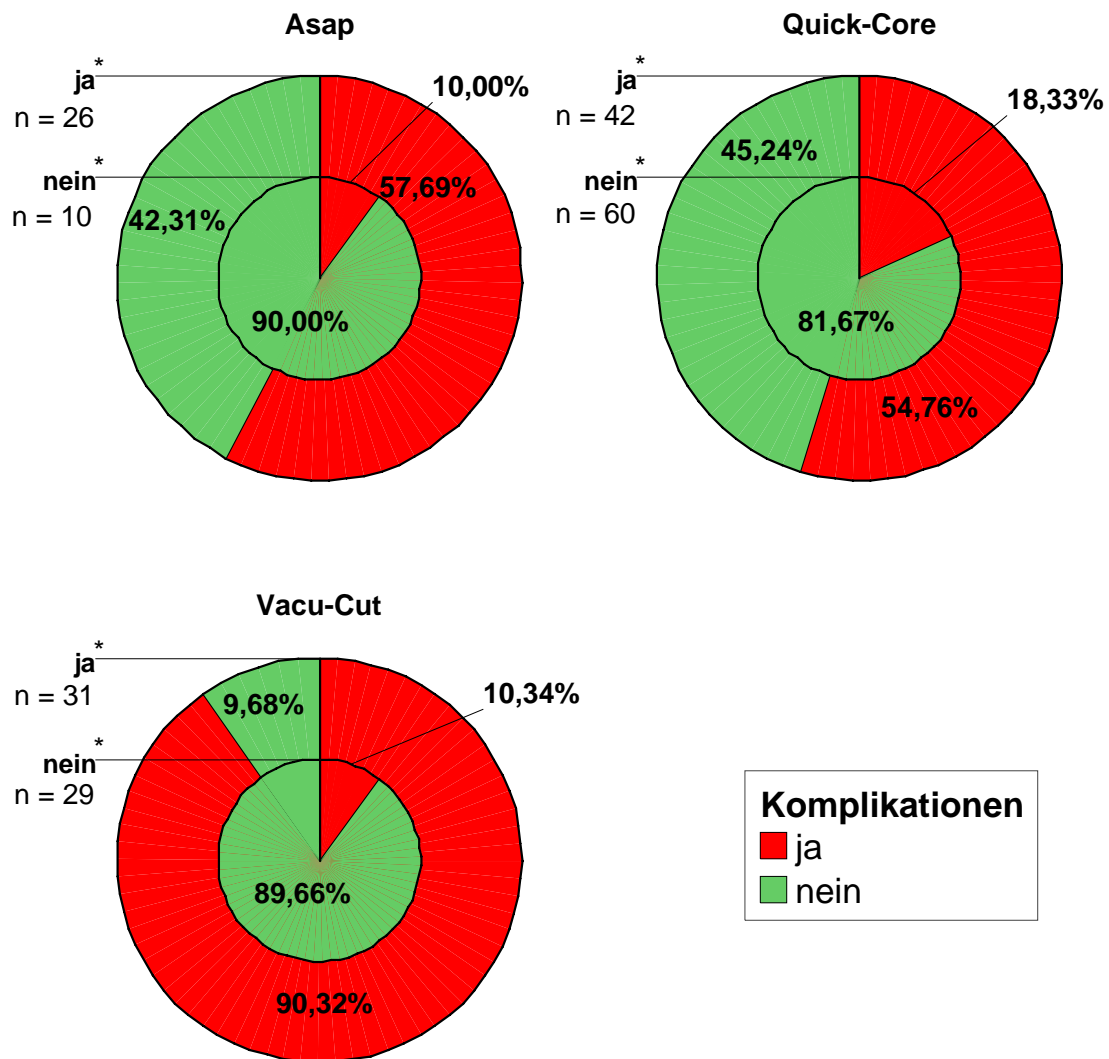 Asap
ja*
n = 26
nein*
n = 10
10,00%
57,69%
42,31%
90,00%
Quick-Core
ja*
n = 42
nein*
n = 60
18,33%
45,24%
81,67%
54,76%
Vacu-Cut
ja*
n = 31
nein*
n = 29
9,68%
10,34%
89,66%
90,32%
Komplikationen
ja
nein